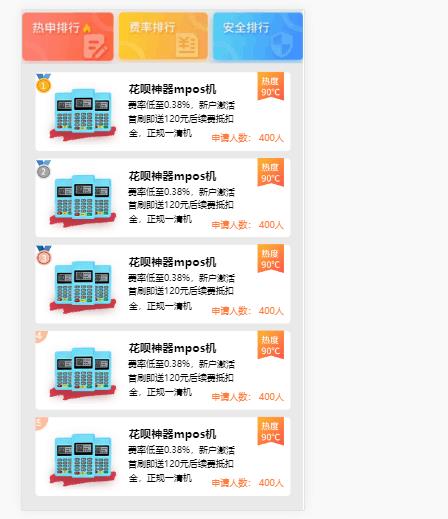 热申排行
费率排行
安全排行
1
花呗神器mpos机
费率低至0.38%，新户激活
首刷即送120元后续费抵扣
全，正规一清机
申请人数： 400人
热度
90℃
2
花呗神器mpos机
费率低至0.38%，新户激活
首刷即送120元后续费抵扣
全，正规一清机
申请人数： 400人
热度
90℃
3
花呗神器mpos机
费率低至0.38%，新户激活
首刷即送120元后续费抵扣
全，正规一清机
申请人数： 400人
热度
90℃
4
花呗神器mpos机
费率低至0.38%，新户激活
首刷即送120元后续费抵扣
全，正规一清机
申请人数： 400人
热度
90℃
5
花呗神器mpos机
费率低至0.38%，新户激活
首刷即送120元后续费抵扣
全，正规一清机
申请人数： 400人
热度
90℃